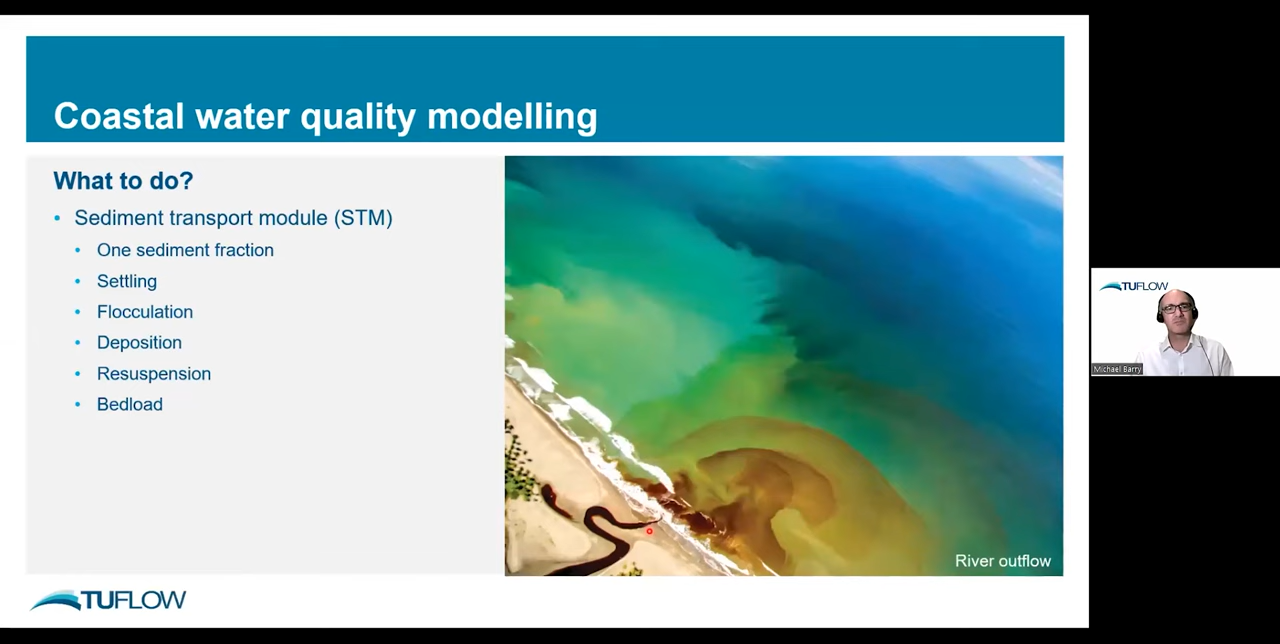 Coastal water quality modelling
What to do?
• Sediment transport module (STM)
• One sediment fraction
• Settling
• Flocculation
• Deposition
• Resuspension
• Bedload
River outflow
TUFLOW
TUFLOW
Michael Barry